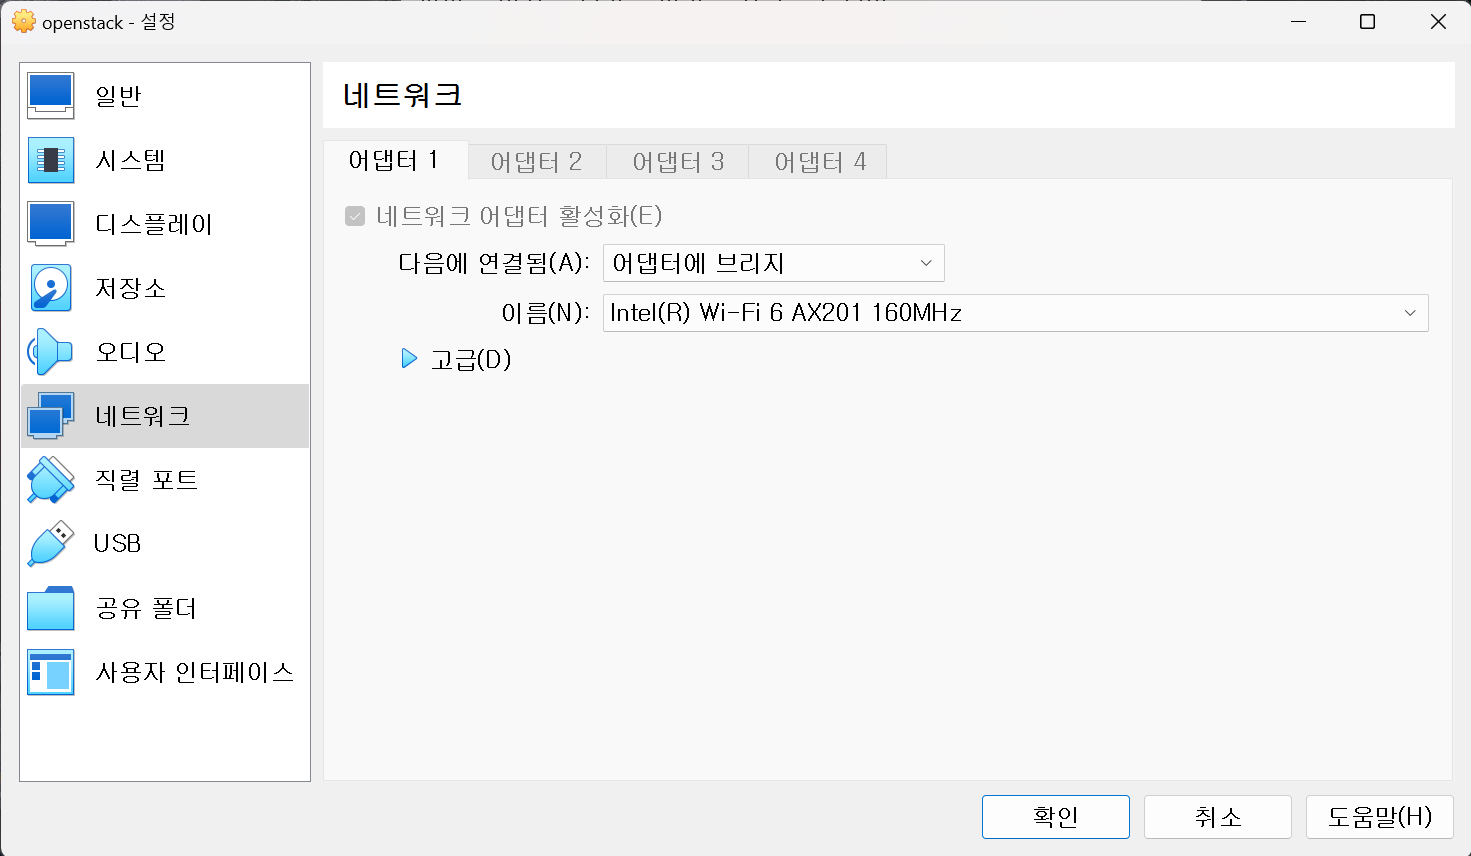 openstack - 설정
일반
시스템
디스플레이
저장소
오디오
네트워크
직렬 포트
USB
공유 폴더
사용자 인터페이스
네트워크
어댑터 1 어댑터 2 어댑터 3 어댑터 4
네트워크 어댑터 활성화(E)
다음에 연결됨(A): 어댑터에 브리지
이름(N): Intel(R) Wi-Fi 6 AX201 160MHz
고급(D)
확인 취소 도움말(H)